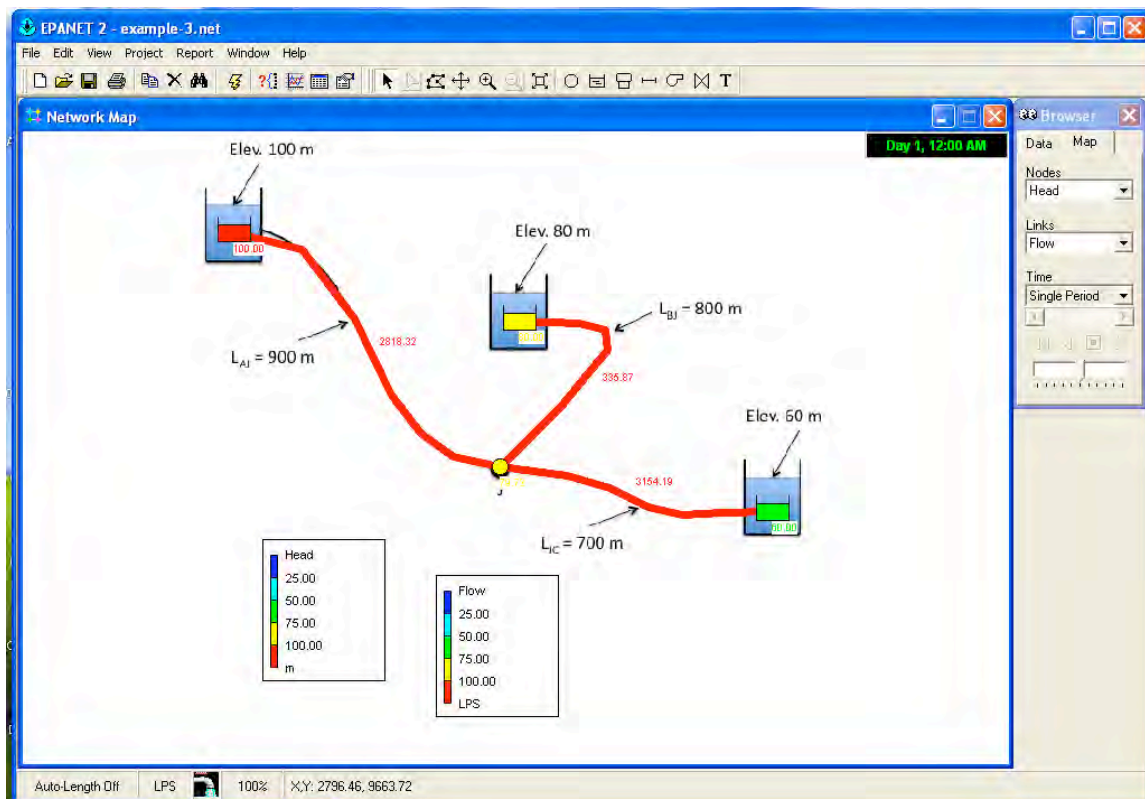 EPANET 2 - example-3.net
File Edit View Project Report Window Help
T
Network Map
Browser
Day 1, 12:00 AM
Data Map
Nodes
Head
Links
Flow
Time
Single Period
Elev. 100 m
100.00
Elev. 80 m
L_BJ = 800 m
L_AJ = 900 m
2818.32
335.87
Elev. 60 m
J
3154.19
60.00
700 m
Head
25.00
50.00
75.00
100.00
m
Flow
25.00
50.00
75.00
100.00
LPS
Auto-Length Off LPS 100% X,Y: 2796.46, 9663.72